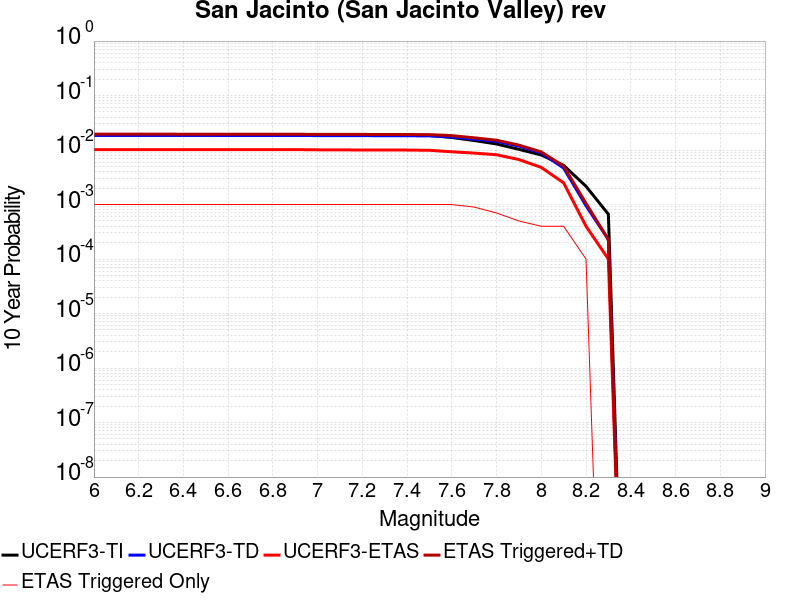 San Jacinto (San Jacinto Valley) rev
10 Year Probability
10^0
10^-1
10^-2
10^-3
10^-4
10^-5
10^-6
10^-7
10^-8
6 6.2 6.4 6.6 6.8 7 7.2 7.4 7.6 7.8 8 8.2 8.4 8.6 8.8 9
Magnitude
UCERF3-TI UCERF3-TD UCERF3-ETAS ETAS Triggered+TD
ETAS Triggered Only